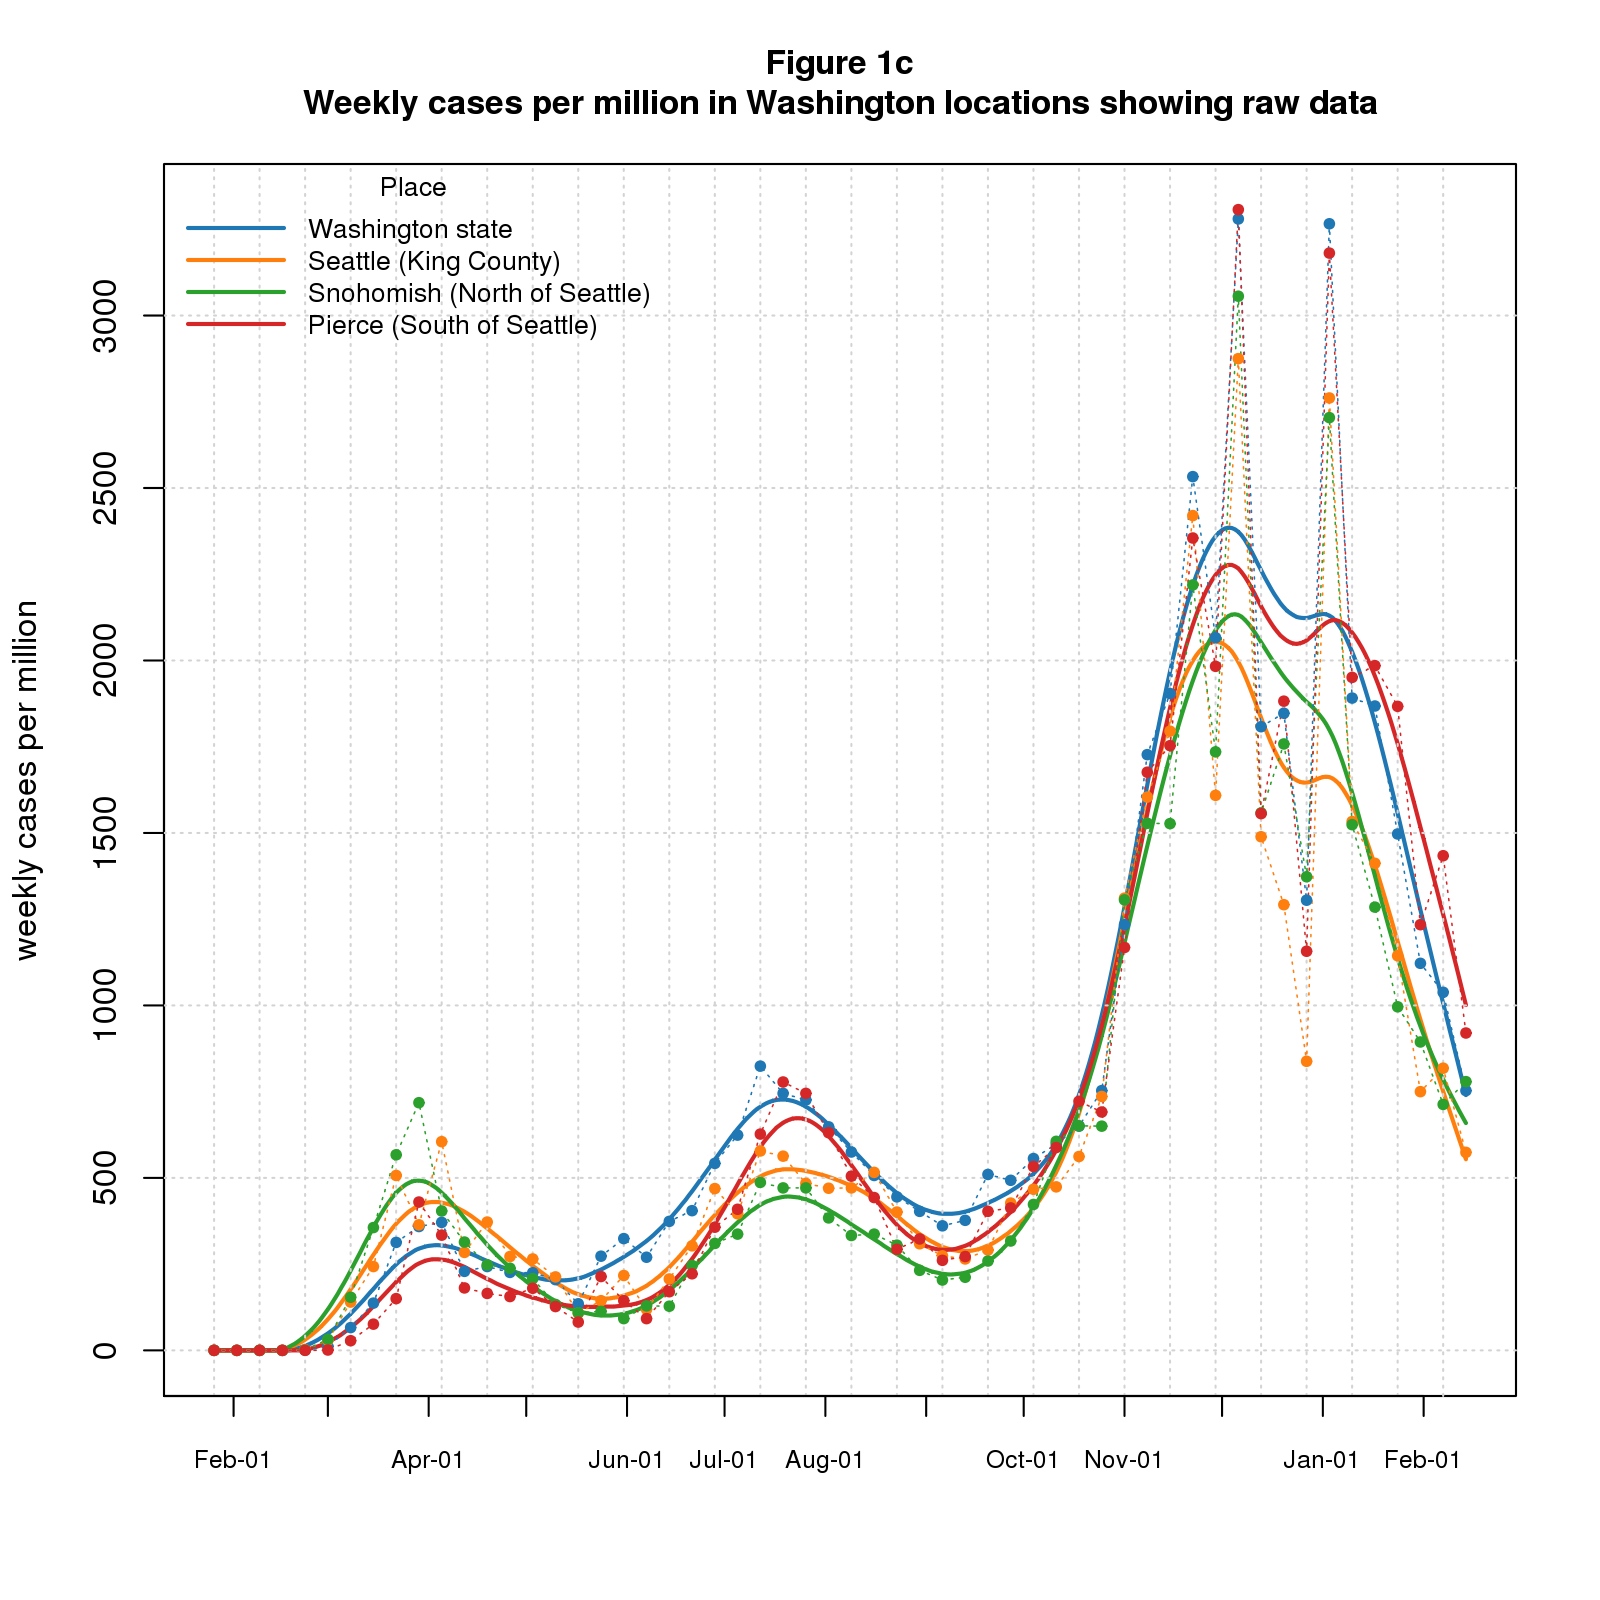 Figure 1c
Weekly cases per million in Washington locations showing raw data
Place
Washington state
Seattle (King County)
Snohomish (North of Seattle)
Pierce (South of Seattle)
weekly cases per million
3000
2500
2000
1500
1000
500
0
Feb-01 Apr-01 Jun-01 Jul-01 Aug-01 Oct-01 Nov-01 Jan-01 Feb-01